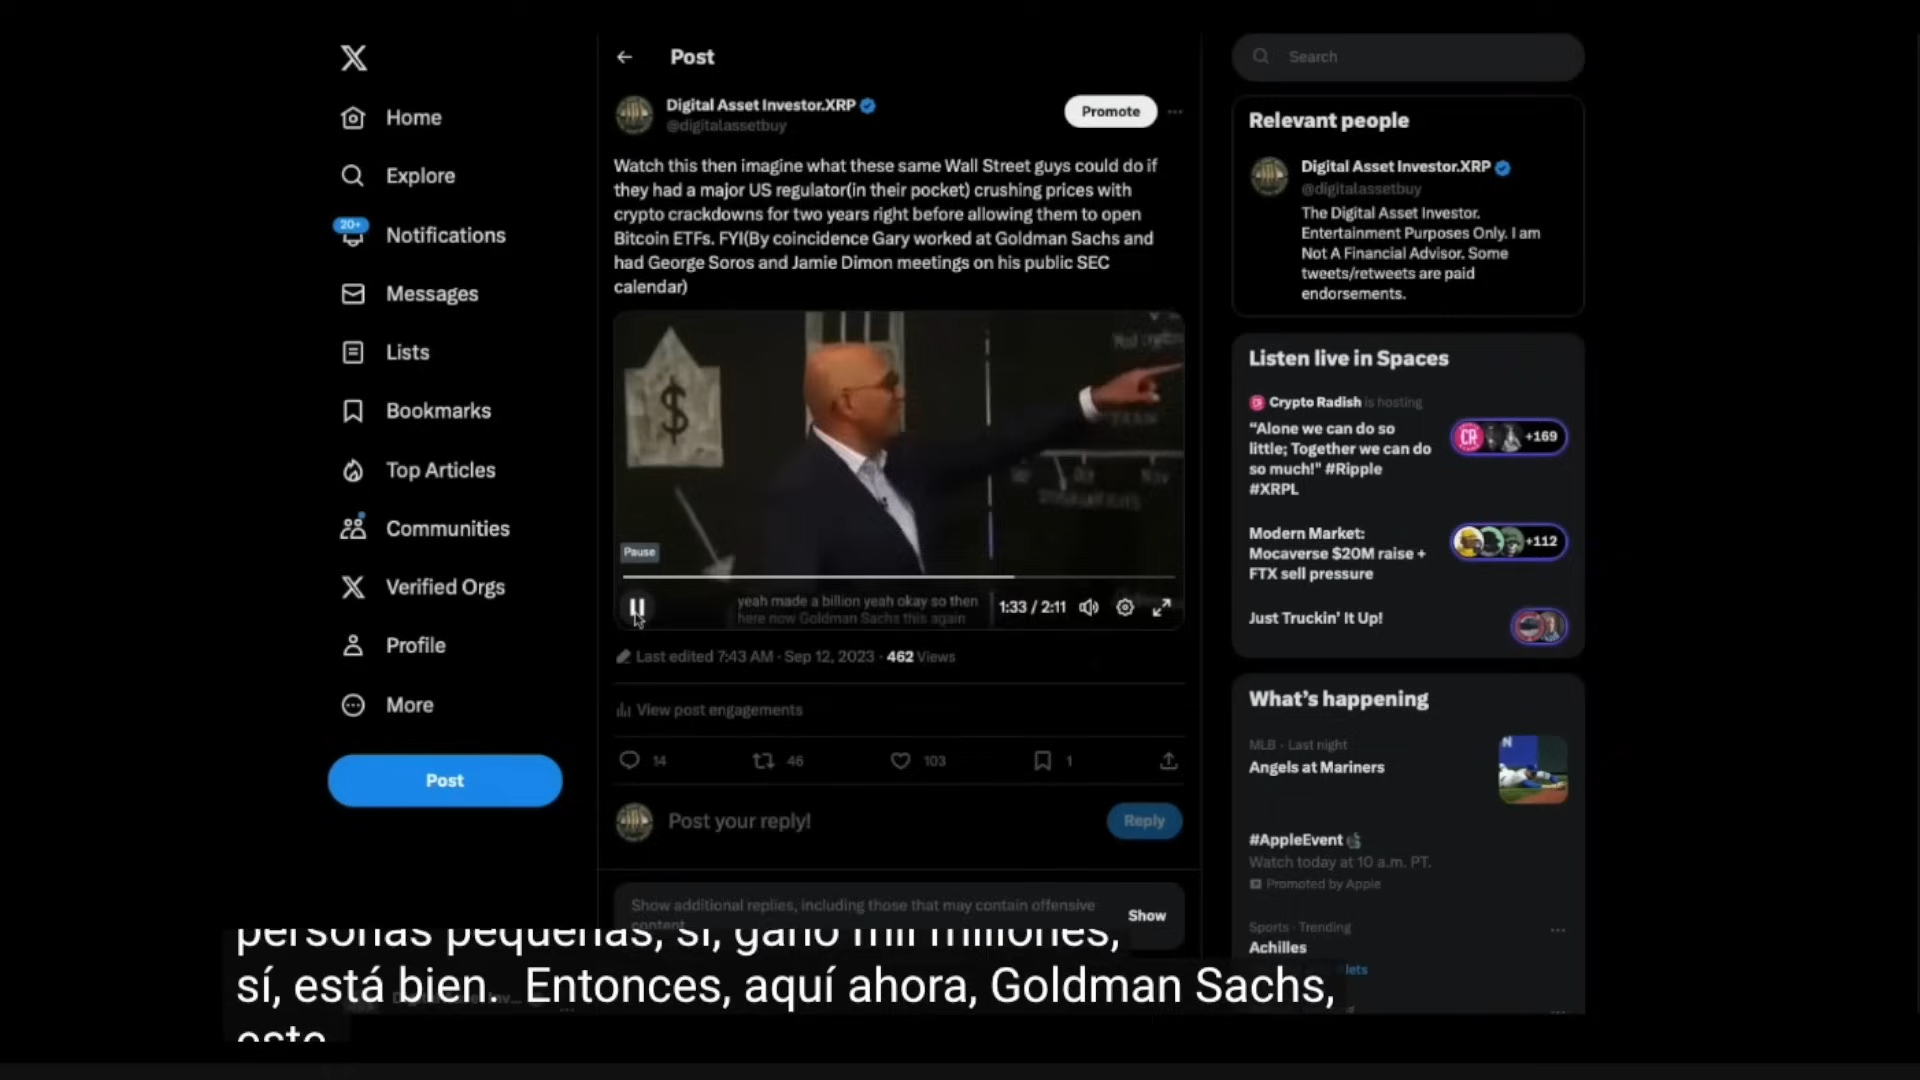 Home
Explore
20+
Notifications
Messages
Lists
Bookmarks
Top Articles
Communities
Verified Orgs
Profile
More
Post
Post
Digital Asset Investor.XRP
@digitalassetbuy
Promote
Watch this then imagine what these same Wall Street guys could do if
they had a major US regulator(in their pocket) crushing prices with
crypto crackdowns for two years right before allowing them to open
Bitcoin ETFs. FYI(By coincidence Gary worked at Goldman Sachs and
had George Soros and Jamie Dimon meetings on his public SEC
calendar)
$
Pause
yeah made a billion yeah okay so then
here now Goldman Sachs this again
1:33 / 2:11
Last edited 7:43 AM · Sep 12, 2023 · 462 Views
View post engagements
14
46
103
1
Post your reply!
Reply
Show additional replies, including those that may contain offensive
content
Show
Search
Relevant people
Digital Asset Investor.XRP
@digitalassetbuy
The Digital Asset Investor.
Entertainment Purposes Only. I am
Not A Financial Advisor. Some
tweets/retweets are paid
endorsements.
Listen live in Spaces
Crypto Radish is hosting
“Alone we can do so
little; Together we can do
so much!" #Ripple
#XRPL
CR
+169
Modern Market:
Mocaverse $20M raise +
FTX sell pressure
+112
Just Truckin’ It Up!
What’s happening
MLB · Last night
Angels at Mariners
#AppleEvent
Watch today at 10 a.m. PT.
Promoted by Apple
Sports · Trending
Achilles
personas pequeñas, sí, ganó mil millones,
sí, está bien. Entonces, aquí ahora, Goldman Sachs,
este